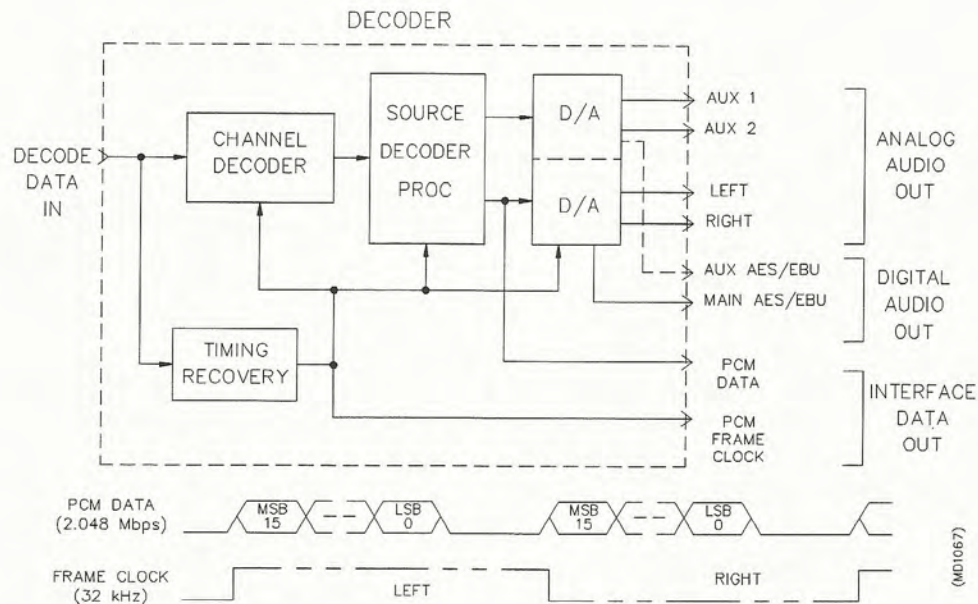 DECODER
DECODE
DATA
IN
CHANNEL
DECODER
SOURCE
DECODER
PROC
D/A
D/A
TIMING
RECOVERY
AUX 1
AUX 2
LEFT
RIGHT
AUX AES/EBU
MAIN AES/EBU
PCM
DATA
PCM
FRAME
CLOCK
ANALOG
AUDIO
OUT
DIGITAL
AUDIO
OUT
INTERFACE
DATA
OUT
PCM DATA
(2.048 Mbps)
MSB
15
LSB
0
MSB
15
LSB
0
FRAME CLOCK
(32 kHz)
LEFT
RIGHT
(MD1067)